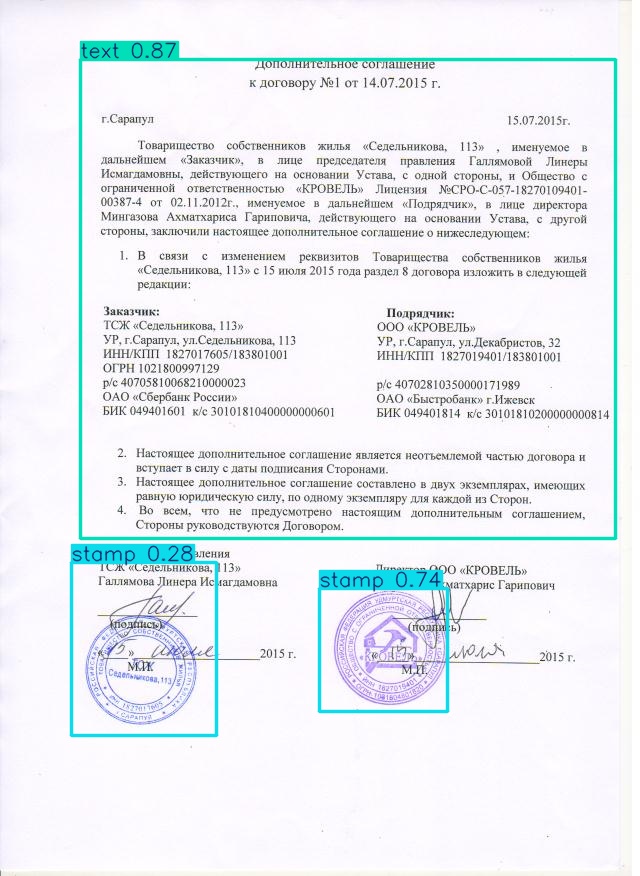 text 0.87
Дополнительное соглашение
к договору №1 от 14.07.2015 г.
г.Сарапул 15.07.2015г.
Товарищество собственников жилья «Седельникова, 113» , именуемое в
дальнейшем «Заказчик», в лице председателя правления Галлямовой Линеры
Исмагдамовны, действующего на основании Устава, с одной стороны, и Общество с
ограниченной ответственностью «КРОВЕЛЬ» Лицензия №СРО-С-057-18270109401-
00387-4 от 02.11.2012г., именуемое в дальнейшем «Подрядчик», в лице директора
Мингазова Ахматхариса Гариповича, действующего на основании Устава, с другой
стороны, заключили настоящее дополнительное соглашение о нижеследующем:
1. В связи с изменением реквизитов Товарищества собственников жилья
«Седельникова, 113» с 15 июля 2015 года раздел 8 договора изложить в следующей
редакции:
Заказчик: Подрядчик:
ТСЖ «Седельникова, 113» ООО «КРОВЕЛЬ»
УР, г.Сарапул, ул.Седельникова, 113 УР, г.Сарапул, ул.Декабристов, 32
ИНН/КПП 1827017605/183801001 ИНН/КПП 1827019401/183801001
ОГРН 1021800997129
р/с 40705810068210000023 р/с 40702810350000171989
ОАО «Сбербанк России» ОАО «Быстробанк» г.Ижевск
БИК 049401601 к/с 30101810400000000601 БИК 049401814 к/с 30101810200000000814
2. Настоящее дополнительное соглашение является неотъемлемой частью договора и
вступает в силу с даты подписания Сторонами.
3. Настоящее дополнительное соглашение составлено в двух экземплярах, имеющих
равную юридическую силу, по одному экземпляру для каждой из Сторон.
4. Во всем, что не предусмотрено настоящим дополнительным соглашением,
Стороны руководствуются Договором.
stamp 0.28
ТСЖ «Седельникова, 113» Директор ООО «КРОВЕЛЬ»
stamp 0.74
Галлямова Линера Исмагдамовна Гарипович
(подпись) (подпись)
«15» июля 2015 г. «15» июля 2015 г.
М.П. М.П.
Седельникова, 113
ИНН 1827017605
г.САРАПУЛ
КРОВЕЛЬ
ИНН 1827019401